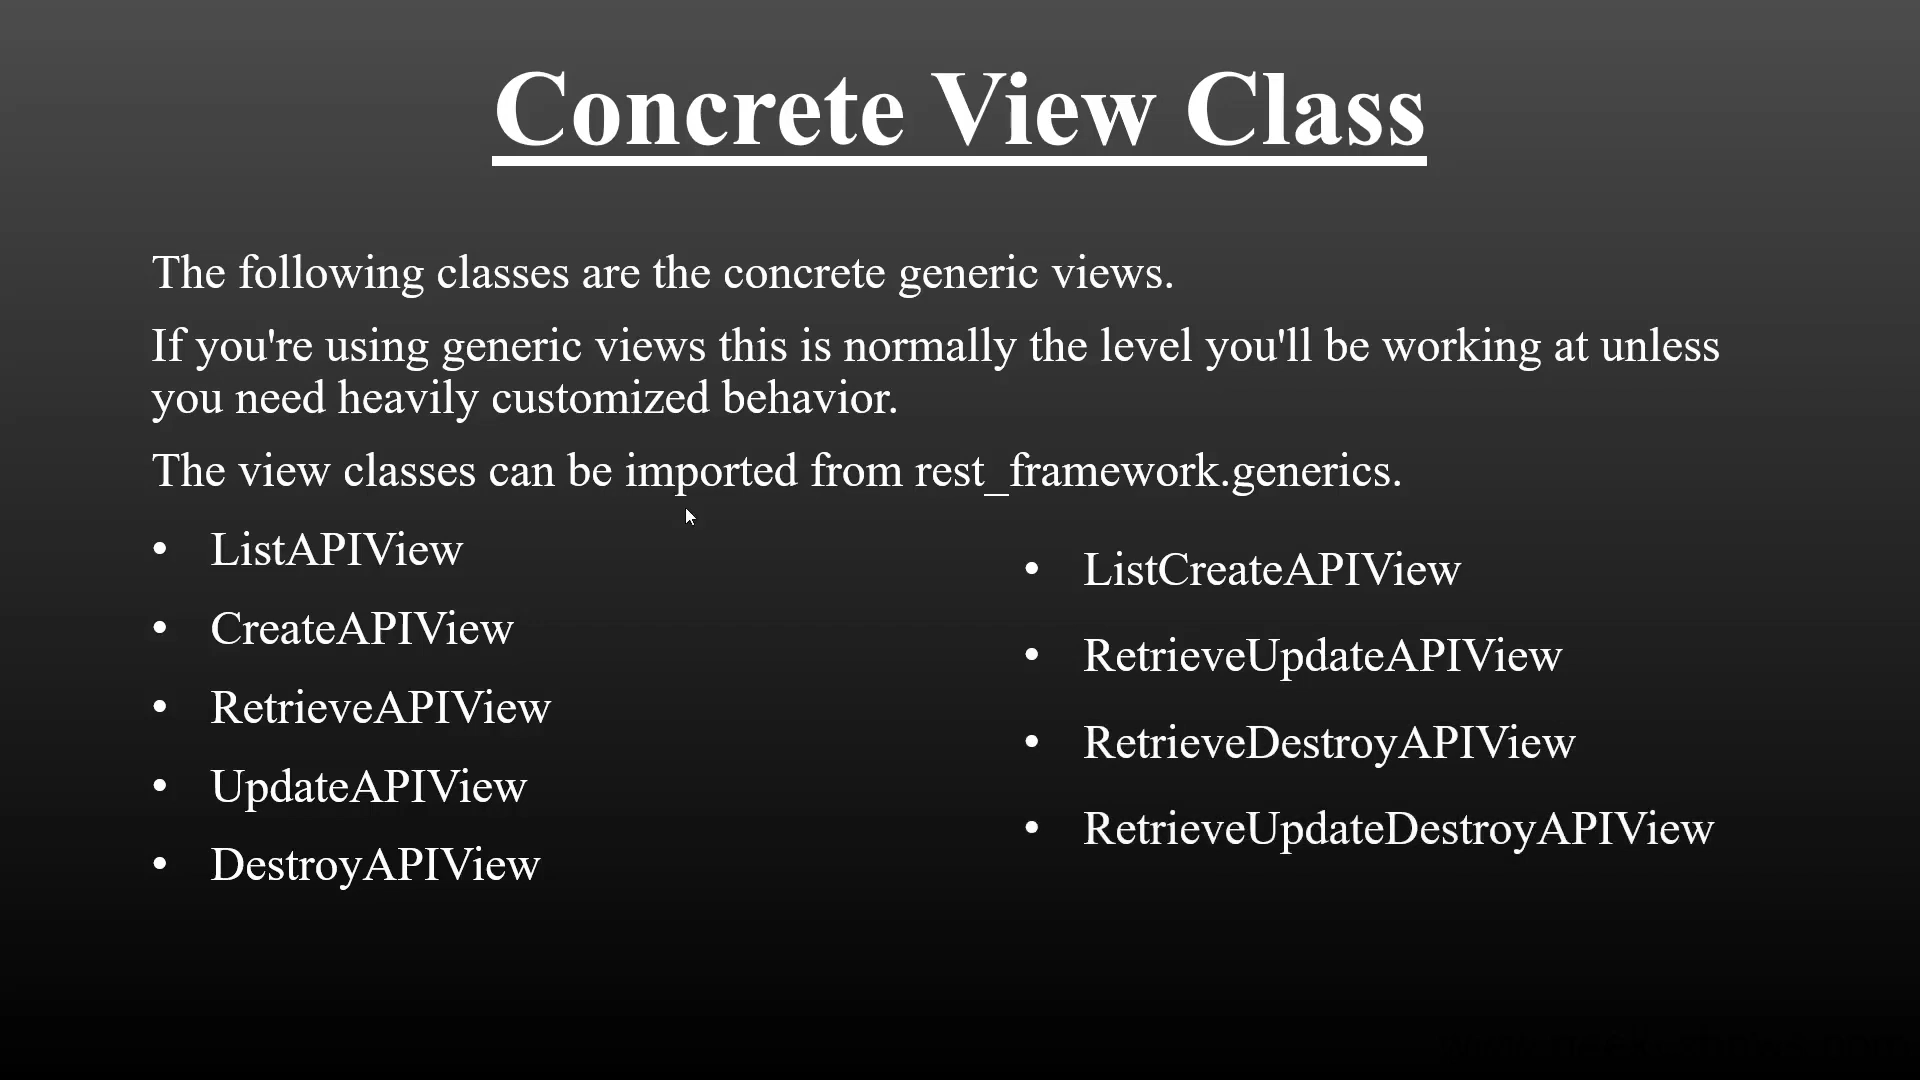 Concrete View Class
The following classes are the concrete generic views.
If you're using generic views this is normally the level you'll be working at unless
you need heavily customized behavior.
The view classes can be imported from rest_framework.generics.
• ListAPIView
• CreateAPIView
• RetrieveAPIView
• UpdateAPIView
• DestroyAPIView
• ListCreateAPIView
• RetrieveUpdateAPIView
• RetrieveDestroyAPIView
• RetrieveUpdateDestroyAPIView